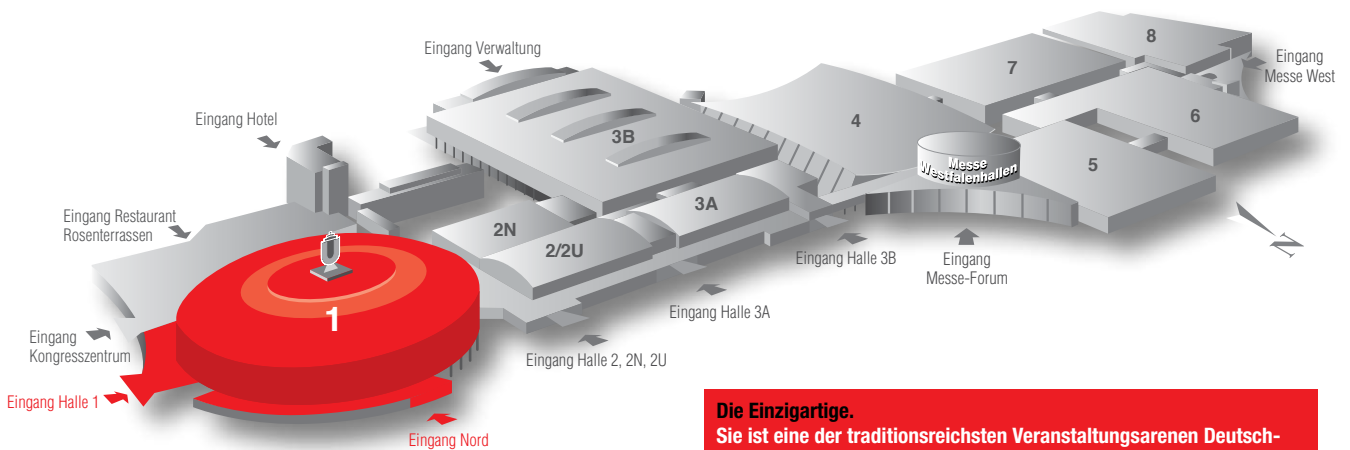 Eingang Verwaltung
8
Eingang
Messe West
7
Eingang Hotel
3B
4
6
Messe
Westfalenhallen
5
Eingang Restaurant
Rosenterrassen
3A
2N
2/2U
N
Eingang Halle 3B
Eingang
Messe-Forum
1
Eingang Halle 3A
Eingang
Kongresszentrum
Eingang Halle 2, 2N, 2U
Eingang Halle 1
Eingang Nord
Die Einzigartige.
Sie ist eine der traditionsreichsten Veranstaltungsarenen Deutsch-